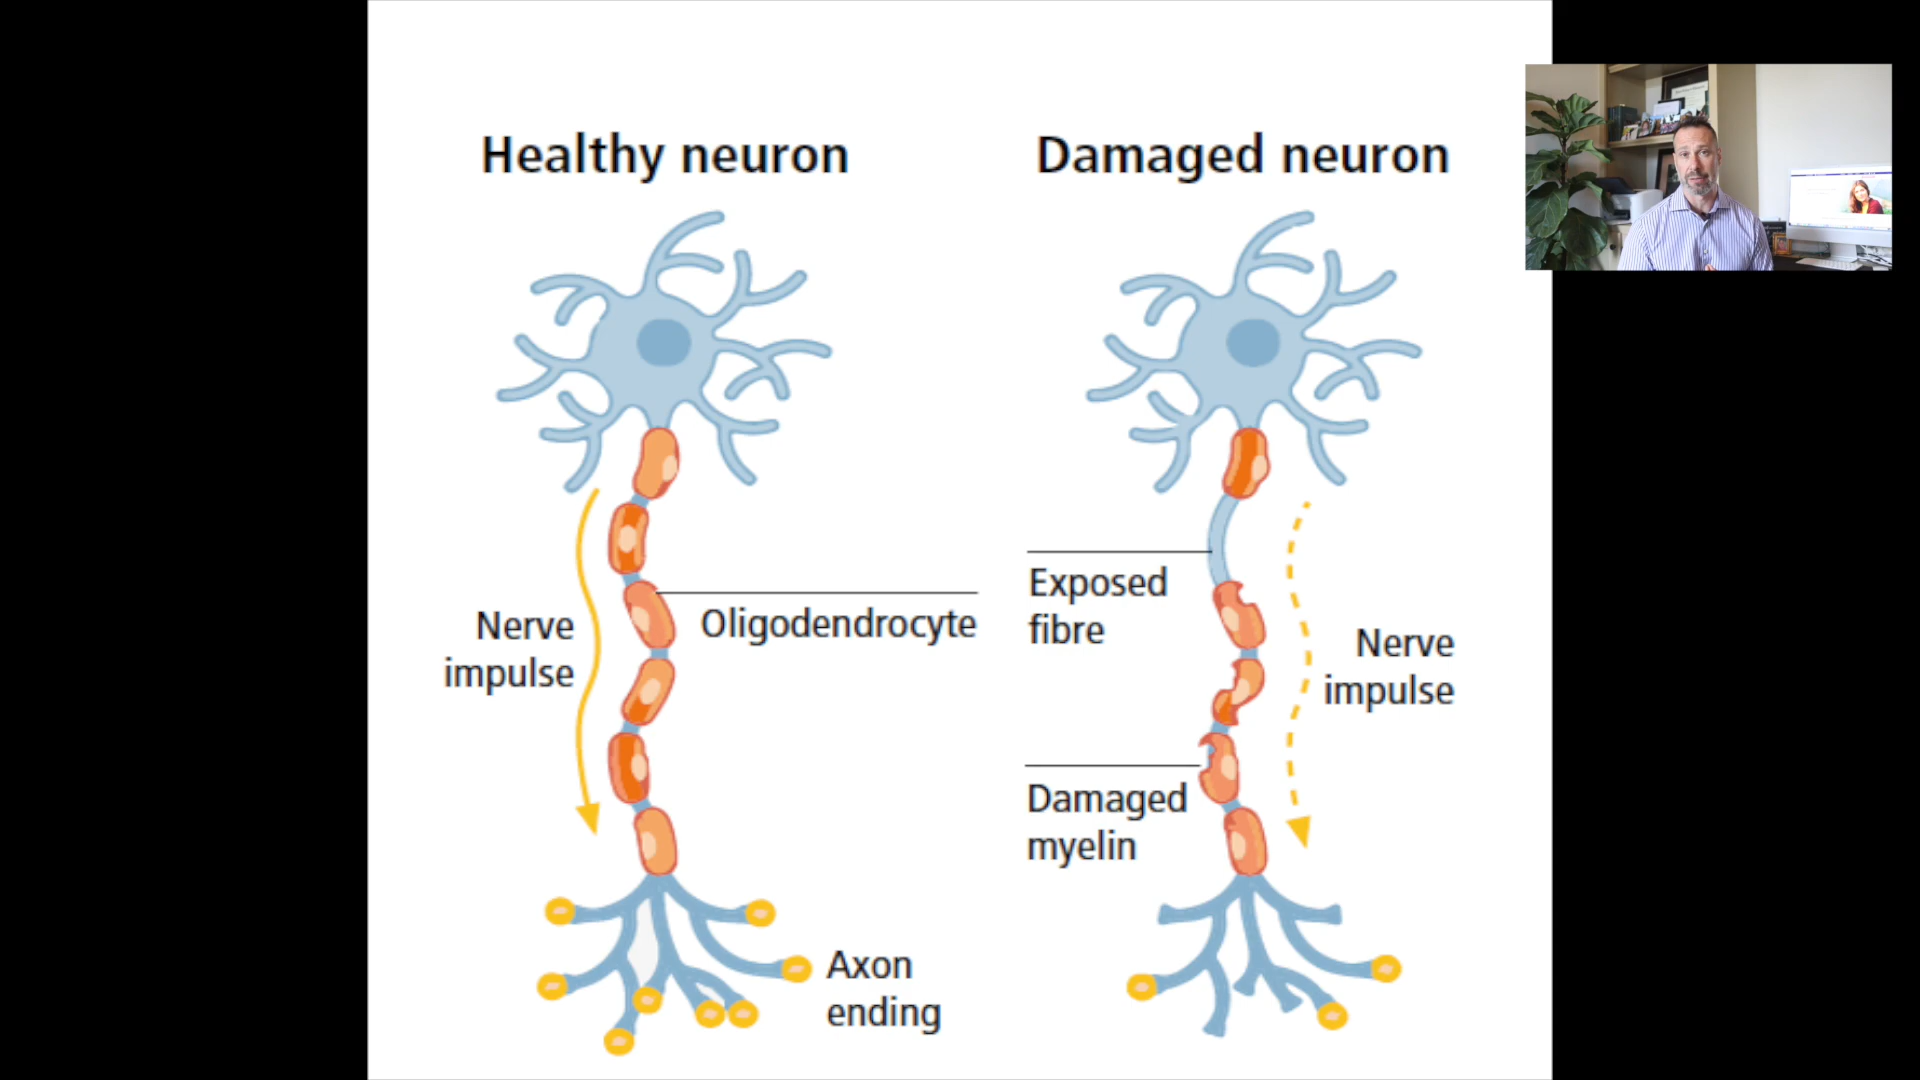 Healthy neuron
Damaged neuron
Nerve
impulse
Oligodendrocyte
Axon
ending
Exposed
fibre
Nerve
impulse
Damaged
myelin